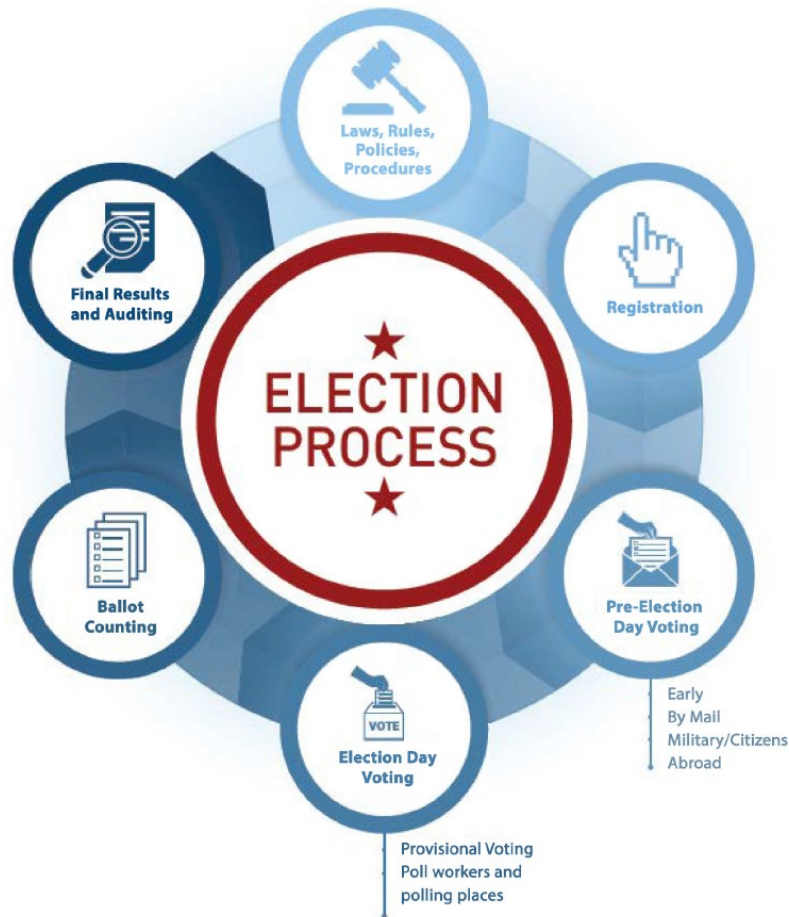 Laws, Rules,
Policies,
Procedures
Registration
Pre-Election
Day Voting
Early
By Mail
Military/Citizens
Abroad
VOTE
Election Day
Voting
Provisional Voting
Poll workers and
polling places
Ballot
Counting
Final Results
and Auditing
ELECTION
PROCESS